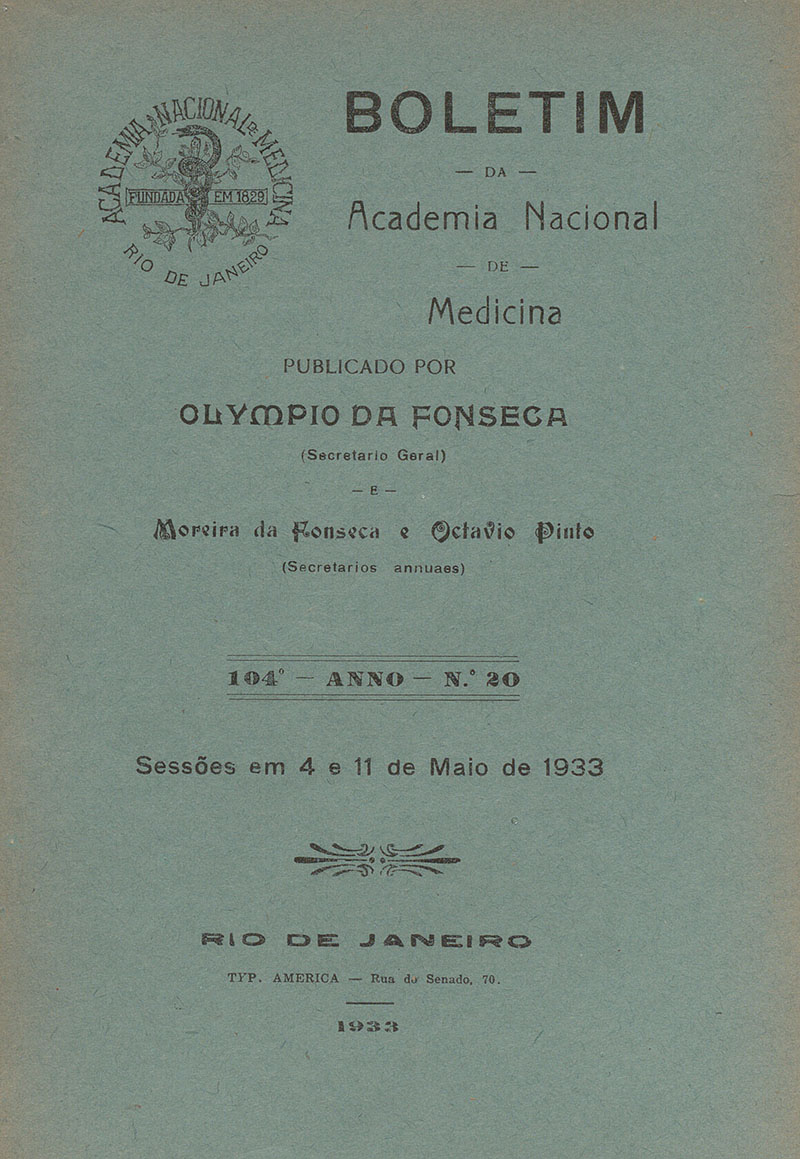 ACADEMIA NACIONAL DE MEDICINA
FUNDADA EM 1829
RIO DE JANEIRO
BOLETIM
— DA —
Academia Nacional
— DE —
Medicina
PUBLICADO POR
OLYMPIO DA FONSECA
(Secretario Geral)
— E —
Moreira da Fonseca e Octavio Pinto
(Secretarios annuaes)
104º — ANNO — N.º 20
Sessões em 4 e 11 de Maio de 1933
RIO DE JANEIRO
TYP. AMERICA — Rua do Senado, 70.
1933